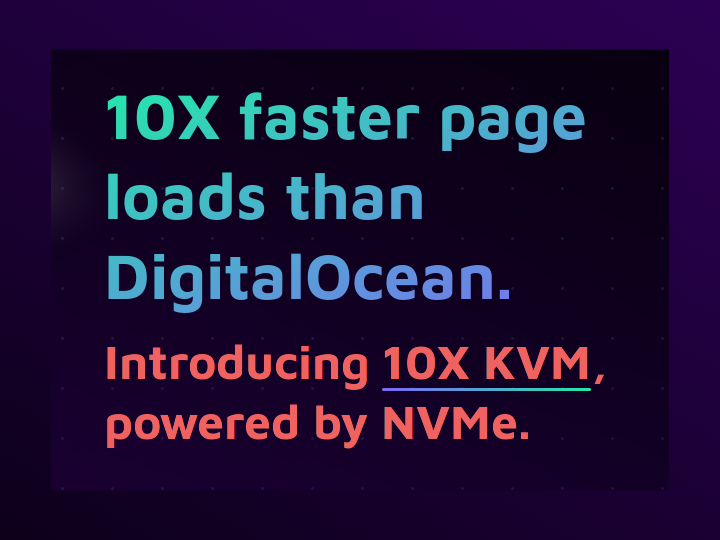 10X faster page
loads than
DigitalOcean.
Introducing 10X KVM,
powered by NVMe.